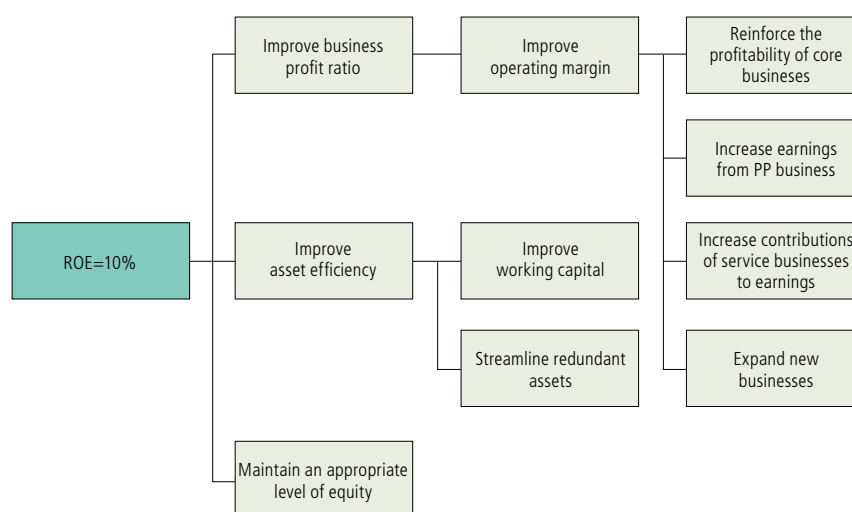 Improve business
profit ratio
Improve
operating margin
Reinforce the
profitability of core
busineses
Increase earnings
from PP business
ROE=10%
Improve
asset efficiency
Improve
working capital
Increase contributions
of service businesses
to earnings
Streamline redundant
assets
Expand new
businesses
Maintain an appropriate
level of equity